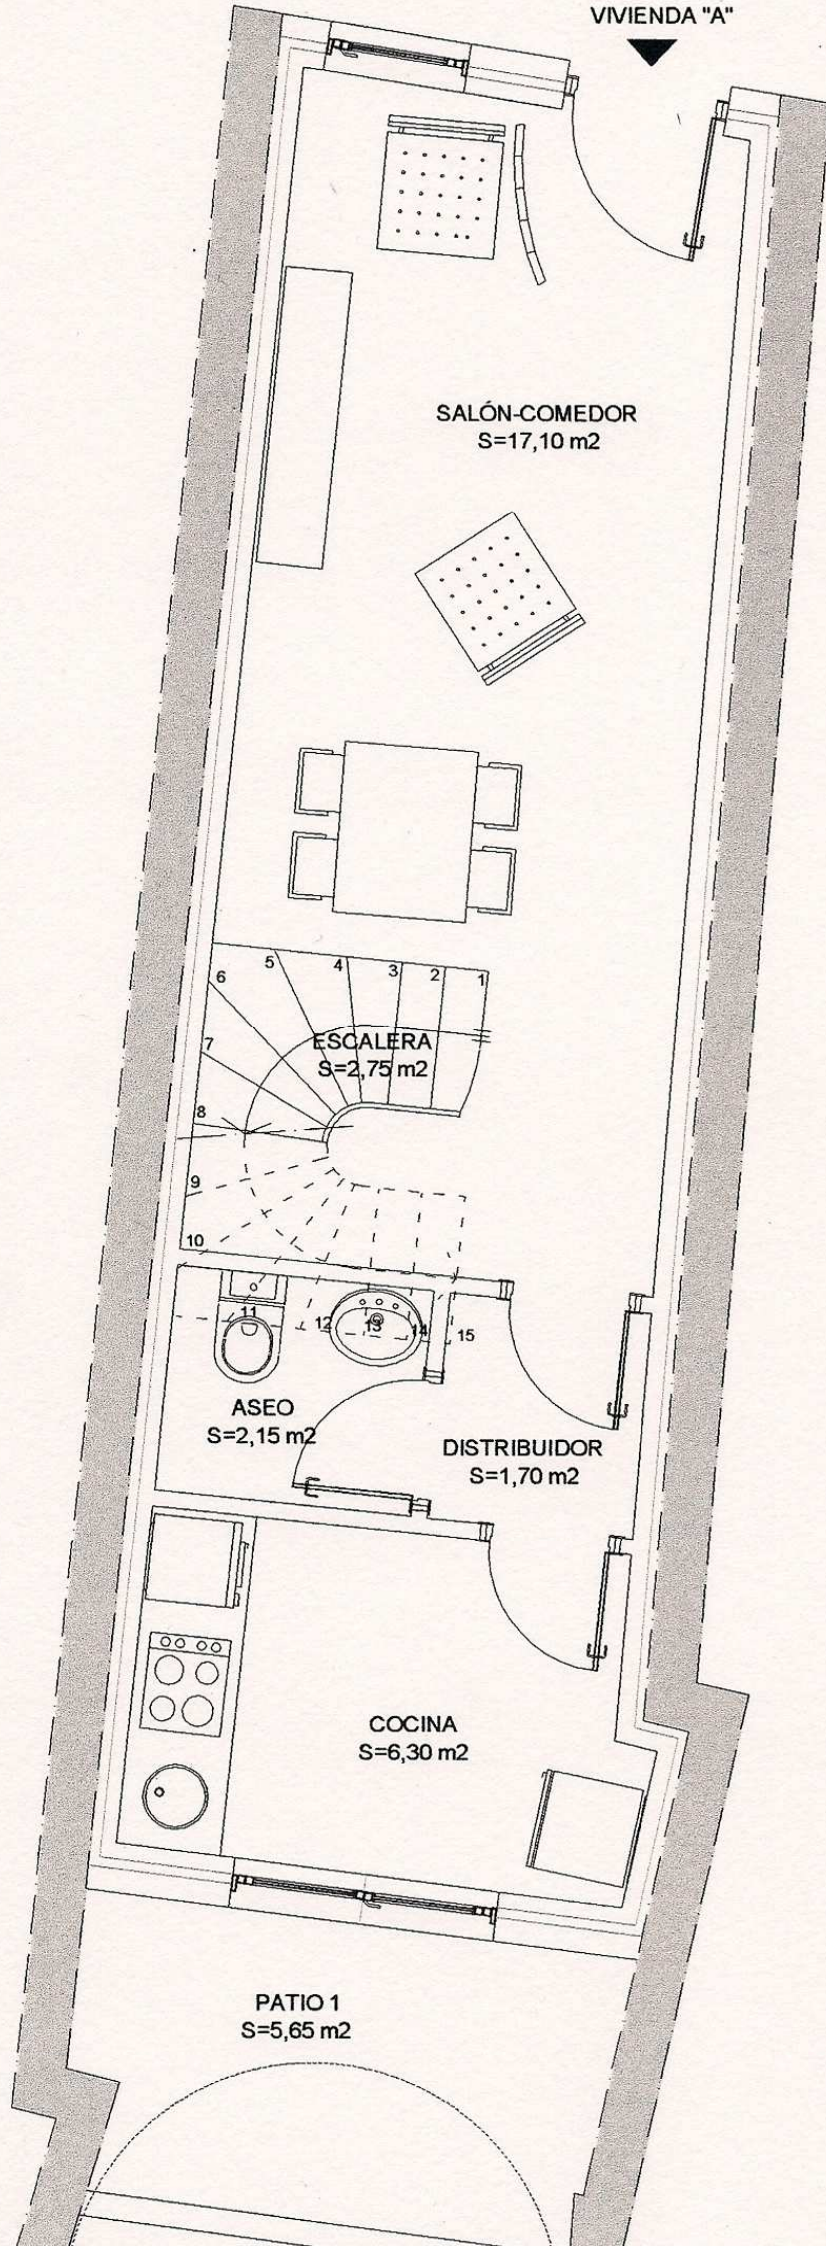 VIVIENDA "A"
SALÓN-COMEDOR
S=17,10 m2
5
4
3
2
1
6
7
ESCALERA
S=2,75 m2
8
9
10
11
12
13
14
15
ASEO
S=2,15 m2
DISTRIBUIDOR
S=1,70 m2
COCINA
S=6,30 m2
PATIO 1
S=5,65 m2